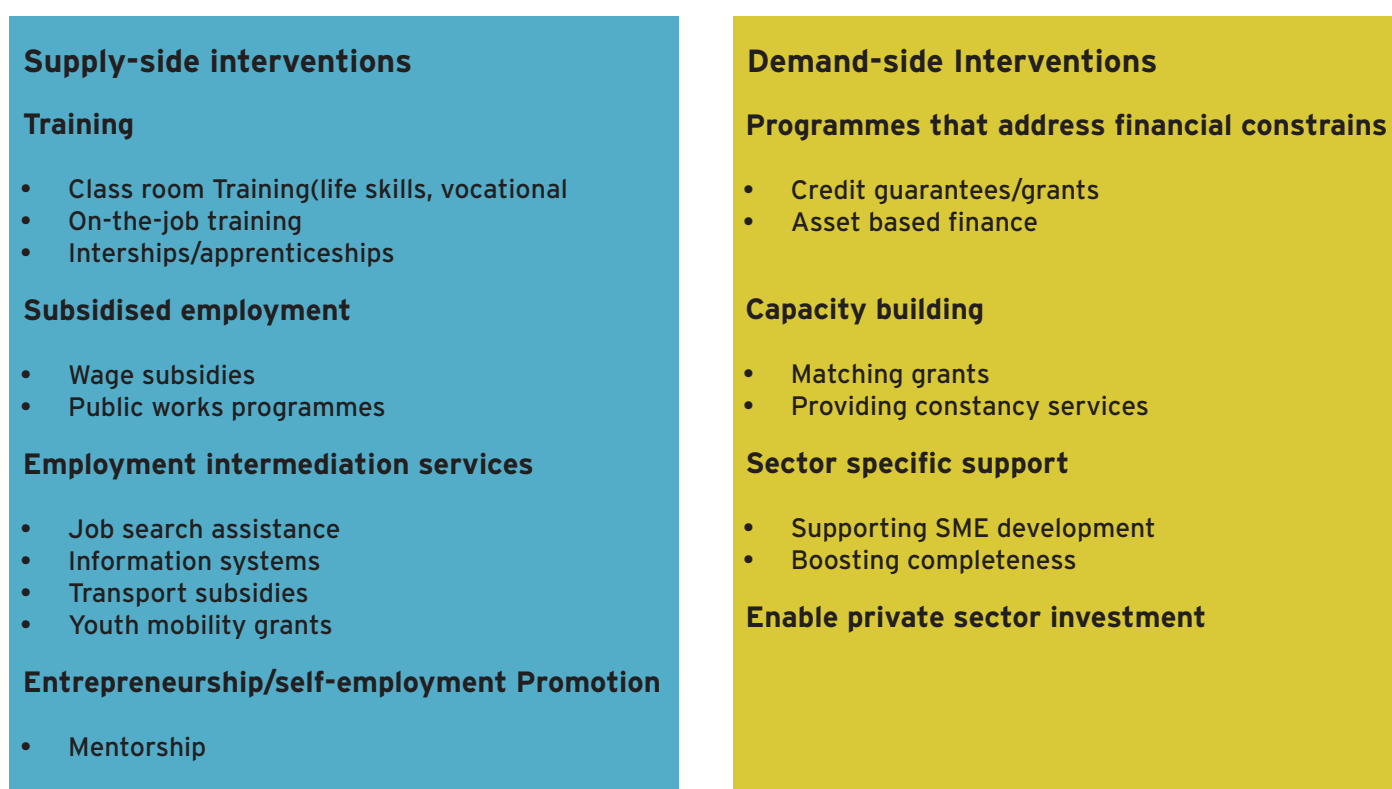 Supply-side interventions
Training
• Class room Training(life skills, vocational
• On-the-job training
• Interships/apprenticeships
Subsidised employment
• Wage subsidies
• Public works programmes
Employment intermediation services
• Job search assistance
• Information systems
• Transport subsidies
• Youth mobility grants
Entrepreneurship/self-employment Promotion
• Mentorship
Demand-side Interventions
Programmes that address financial constrains
• Credit guarantees/grants
• Asset based finance
Capacity building
• Matching grants
• Providing constancy services
Sector specific support
• Supporting SME development
• Boosting completeness
Enable private sector investment